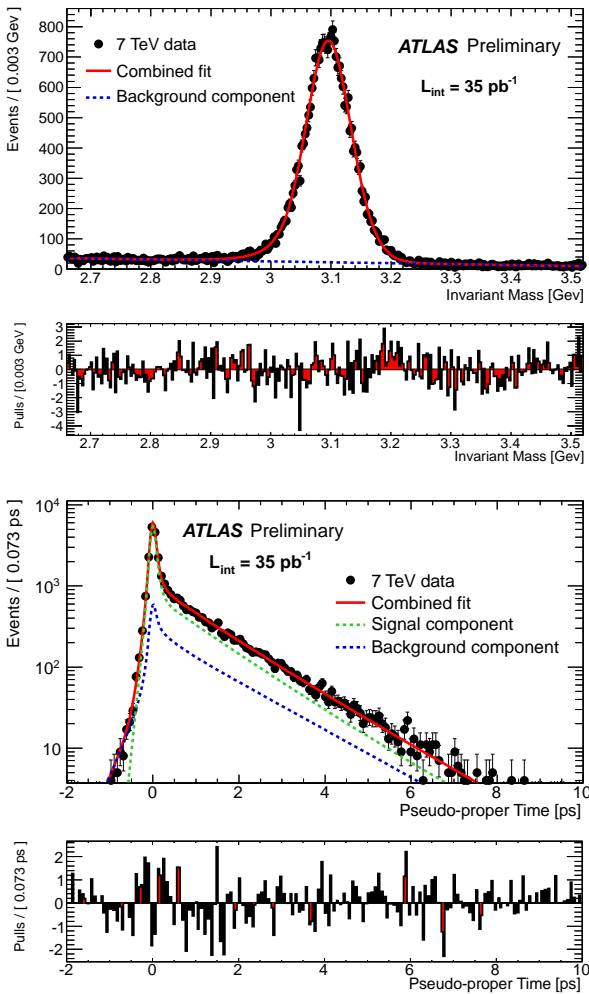 Events / [ 0.003 Gev ]
800
700
600
500
400
300
200
100
0
7 TeV data
Combined fit
Background component
ATLAS Preliminary
L_int = 35 pb^-1
2.7 2.8 2.9 3 3.1 3.2 3.3 3.4 3.5
Invariant Mass [Gev]
Pulls / [0.003 GeV ]
3
2
1
0
-1
-2
-3
-4
2.7 2.8 2.9 3 3.1 3.2 3.3 3.4 3.5
Invariant Mass [Gev]
Events / [ 0.073 ps ]
10^4
10^3
10^2
10
ATLAS Preliminary
L_int = 35 pb^-1
7 TeV data
Combined fit
Signal component
Background component
-2 0 2 4 6 8 10
Pseudo-proper Time [ps]
Pulls / [ 0.073 ps ]
2
1
0
-1
-2
-2 0 2 4 6 8 10
Pseudo-proper Time [ps]